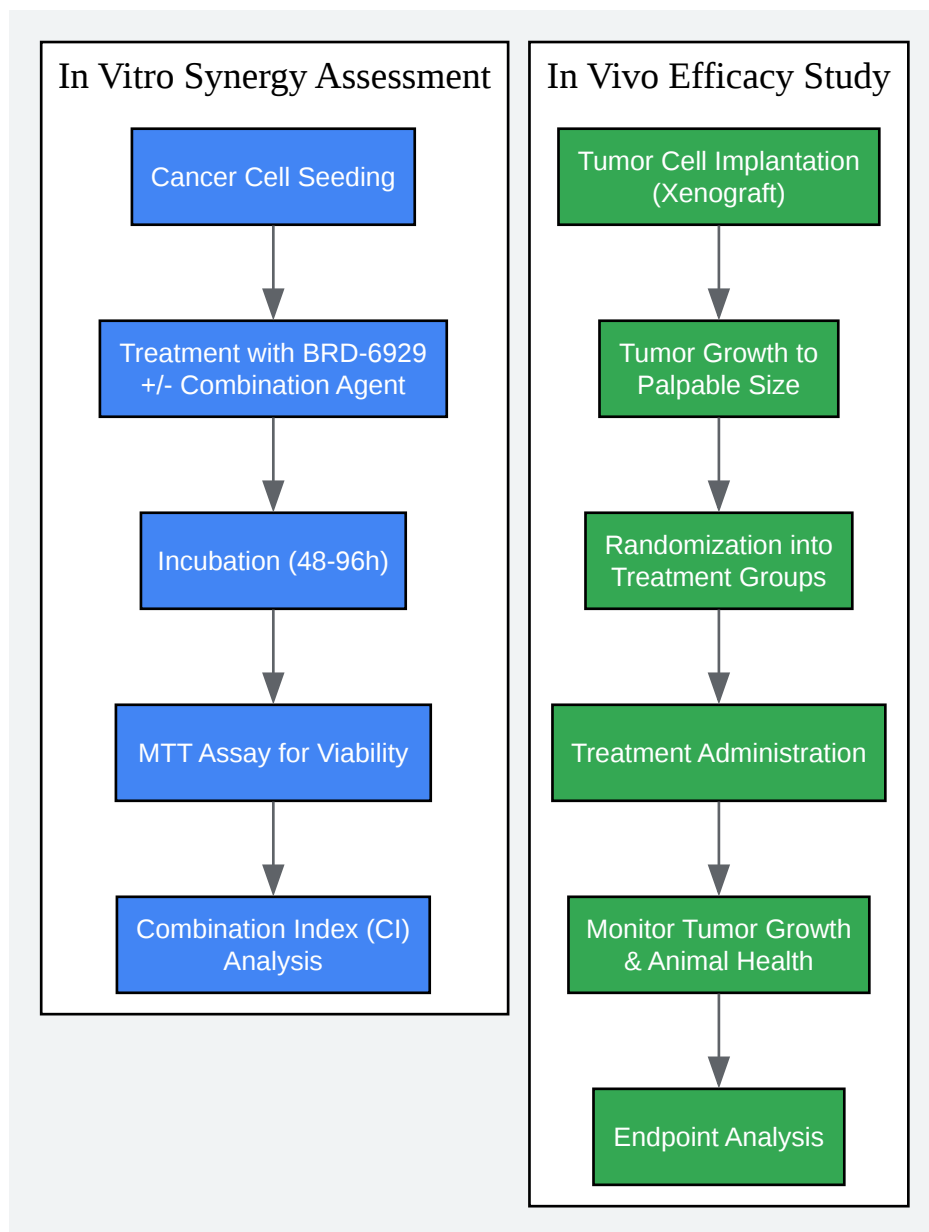 In Vitro Synergy Assessment
Cancer Cell Seeding
Treatment with BRD-6929
+/- Combination Agent
Incubation (48-96h)
MTT Assay for Viability
Combination Index (CI)
Analysis
In Vivo Efficacy Study
Tumor Cell Implantation
(Xenograft)
Tumor Growth to
Palpable Size
Randomization into
Treatment Groups
Treatment Administration
Monitor Tumor Growth
& Animal Health
Endpoint Analysis